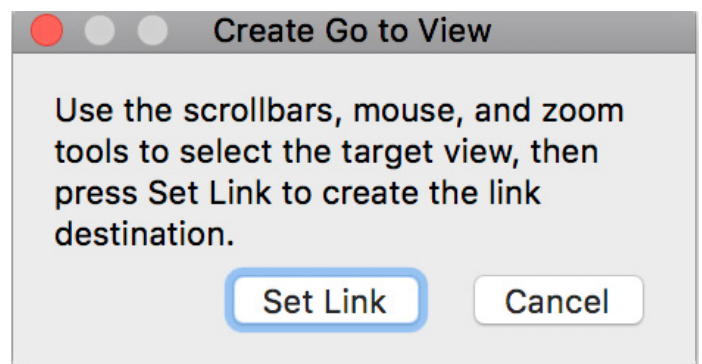 Create Go to View
Use the scrollbars, mouse, and zoom
tools to select the target view, then
press Set Link to create the link
destination.
Set Link Cancel